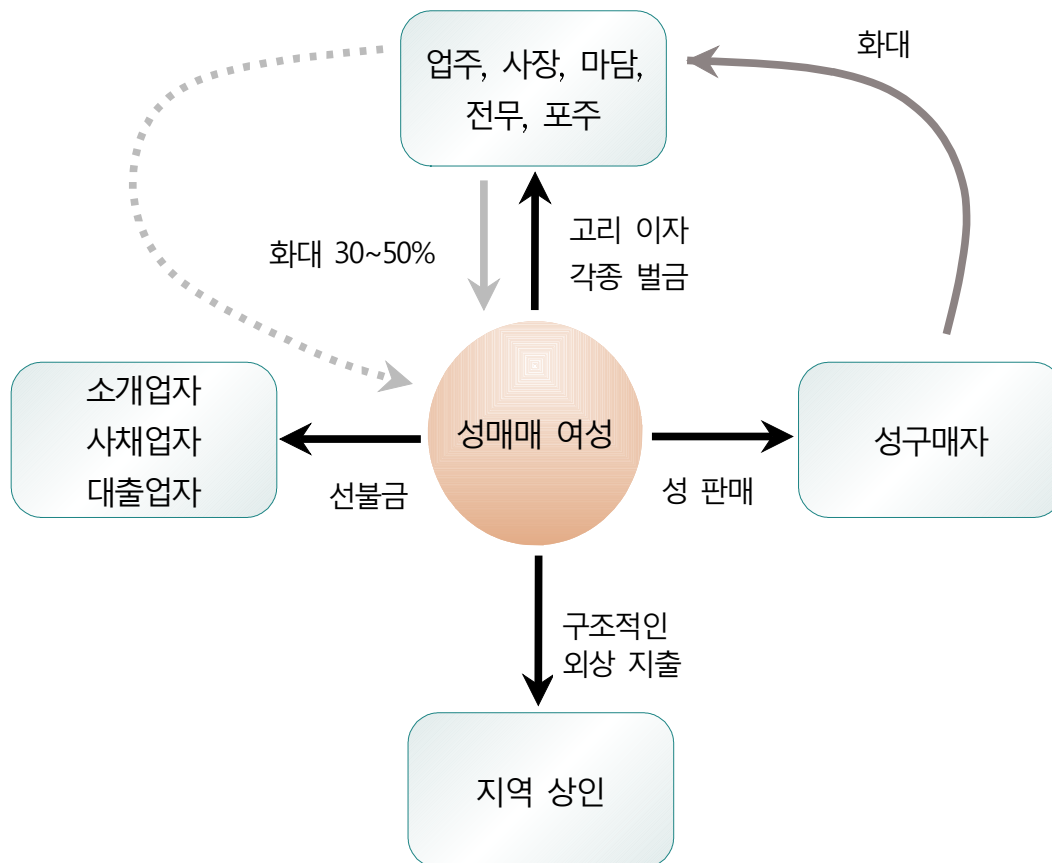 업주, 사장, 마담,
전무, 포주
화대
화대 30~50%
고리 이자
각종 벌금
소개업자
사채업자
대출업자
선불금
성매매 여성
성 판매
성구매자
구조적인
외상 지출
지역 상인